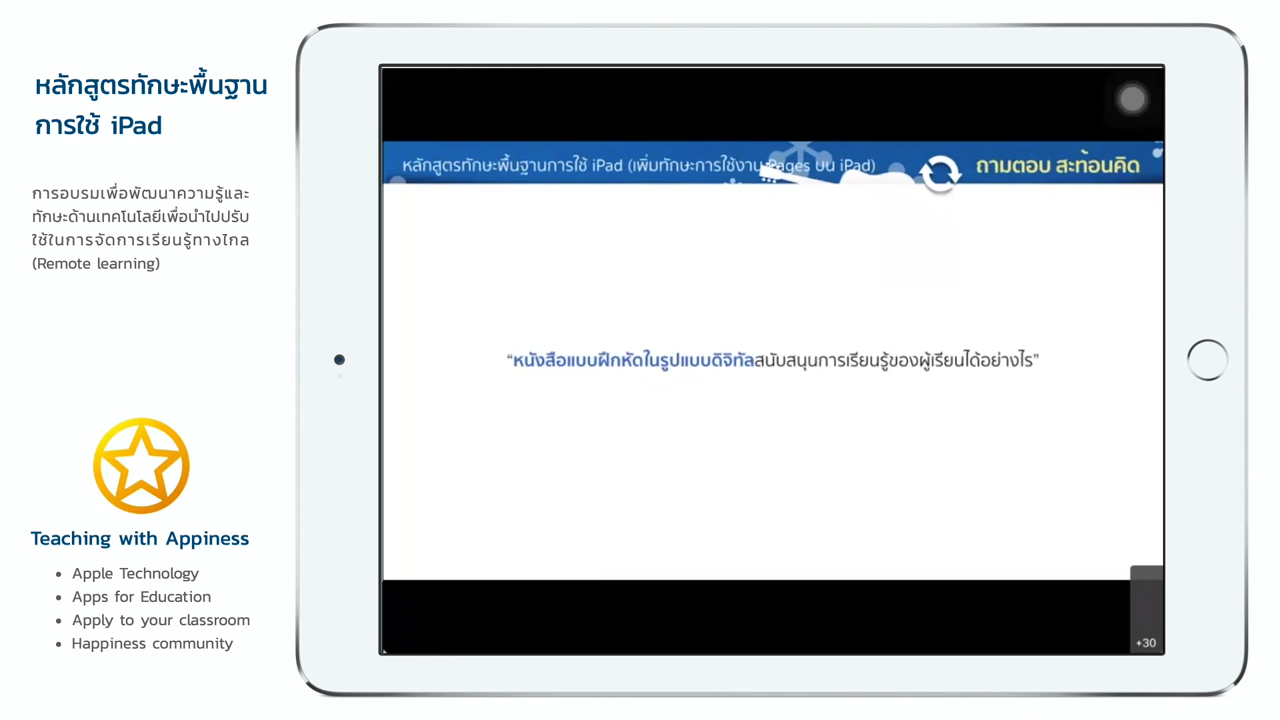 หลักสูตรทักษะพื้นฐาน
การใช้ iPad
การอบรมเพื่อพัฒนาความรู้และ
ทักษะด้านเทคโนโลยีเพื่อนำไปปรับ
ใช้ในการจัดการเรียนรู้ทางไกล
(Remote learning)
Teaching with Appiness
• Apple Technology
• Apps for Education
• Apply to your classroom
• Happiness community
หลักสูตรทักษะพื้นฐานการใช้ iPad (เพิ่มทักษะการใช้งาน Pages บน iPad)
ถามตอบ สะท้อนคิด
“หนังสือแบบฝึกหัดในรูปแบบดิจิทัลสนับสนุนการเรียนรู้ของผู้เรียนได้อย่างไร”
+30